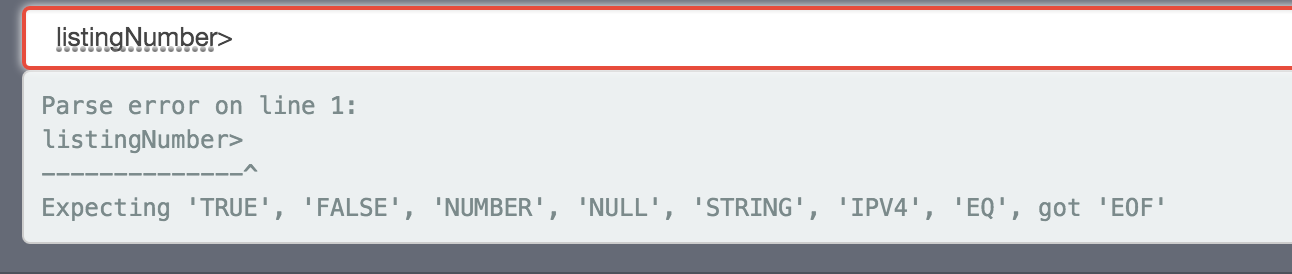 listingNumber>
Parse error on line 1:
listingNumber>
--------------^
Expecting 'TRUE', 'FALSE', 'NUMBER', 'NULL', 'STRING', 'IPV4', 'EQ', got 'EOF'